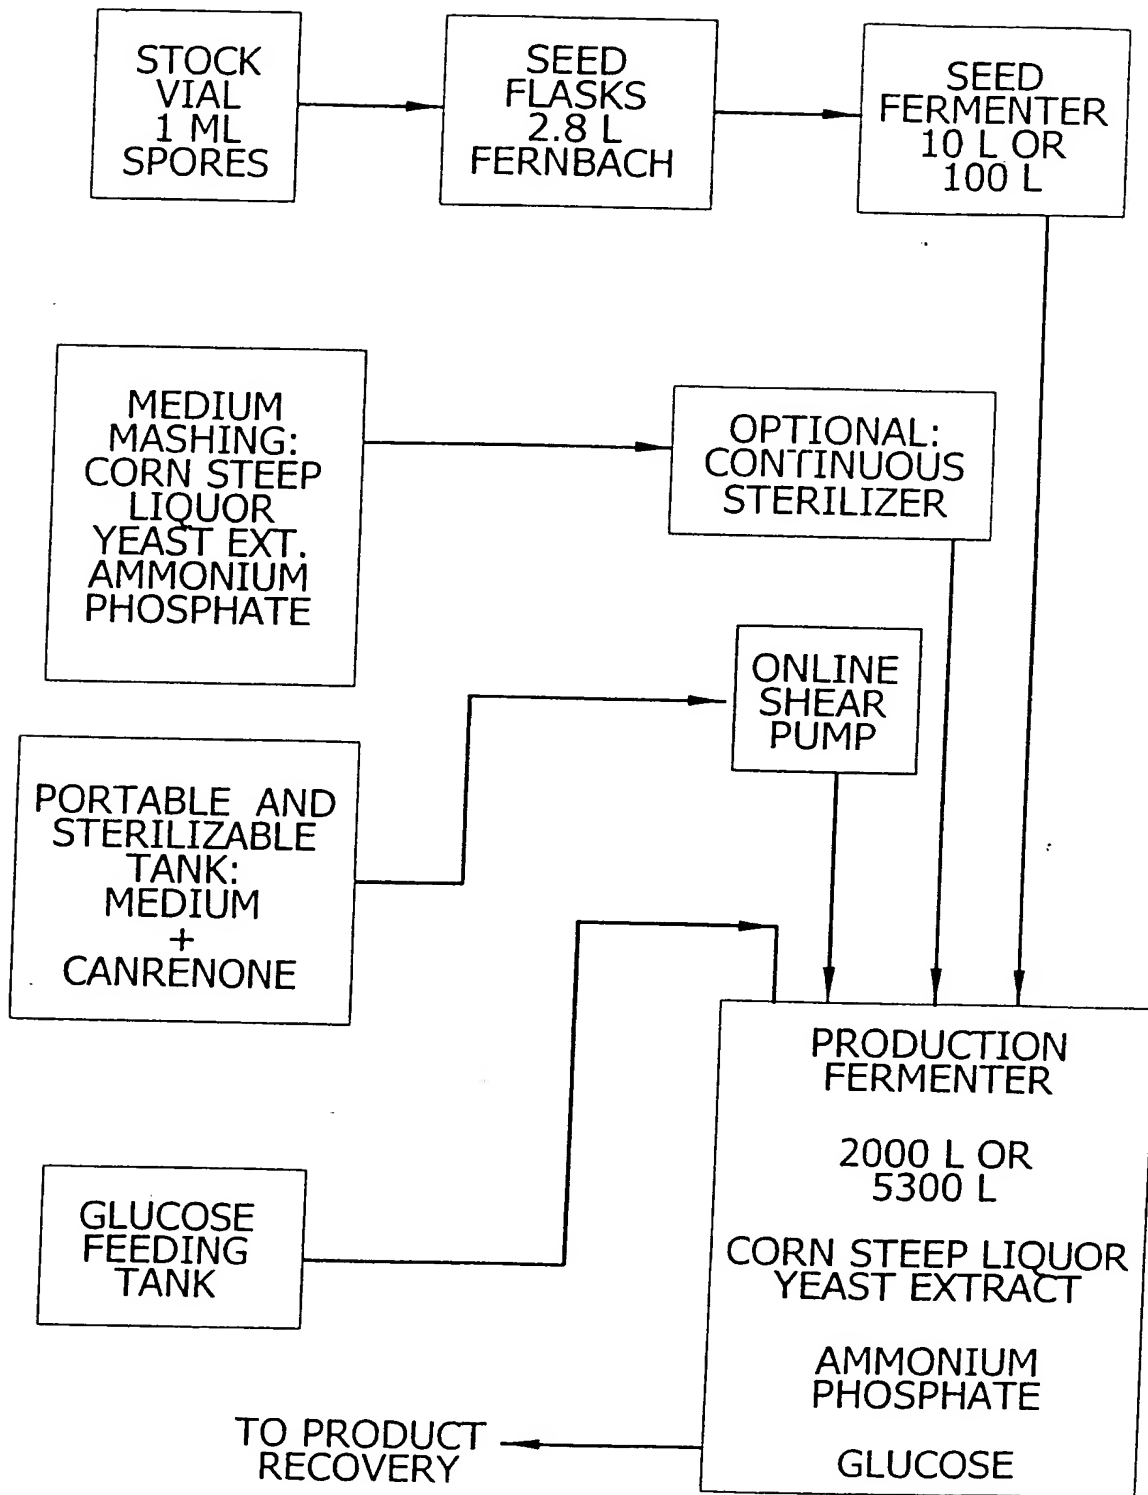 STOCK
VIAL
1 ML
SPORES
SEED
FLASKS
2.8 L
FERNBACH
SEED
FERMENTER
10 L OR
100 L
MEDIUM
MASHING:
CORN STEEP
LIQUOR
YEAST EXT.
AMMONIUM
PHOSPHATE
OPTIONAL:
CONTINUOUS
STERILIZER
ONLINE
SHEAR
PUMP
PORTABLE AND
STERILIZABLE
TANK:
MEDIUM
+
CANRENONE
GLUCOSE
FEEDING
TANK
PRODUCTION
FERMENTER
2000 L OR
5300 L
CORN STEEP LIQUOR
YEAST EXTRACT
AMMONIUM
PHOSPHATE
GLUCOSE
TO PRODUCT
RECOVERY